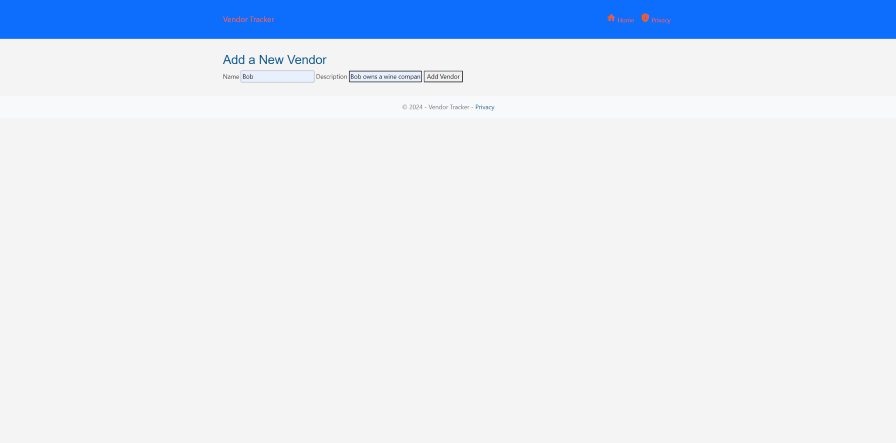 Vendor Tracker Home Privacy
Add a New Vendor
Name Bob Description Bob owns a wine compan Add Vendor
© 2024 - Vendor Tracker - Privacy